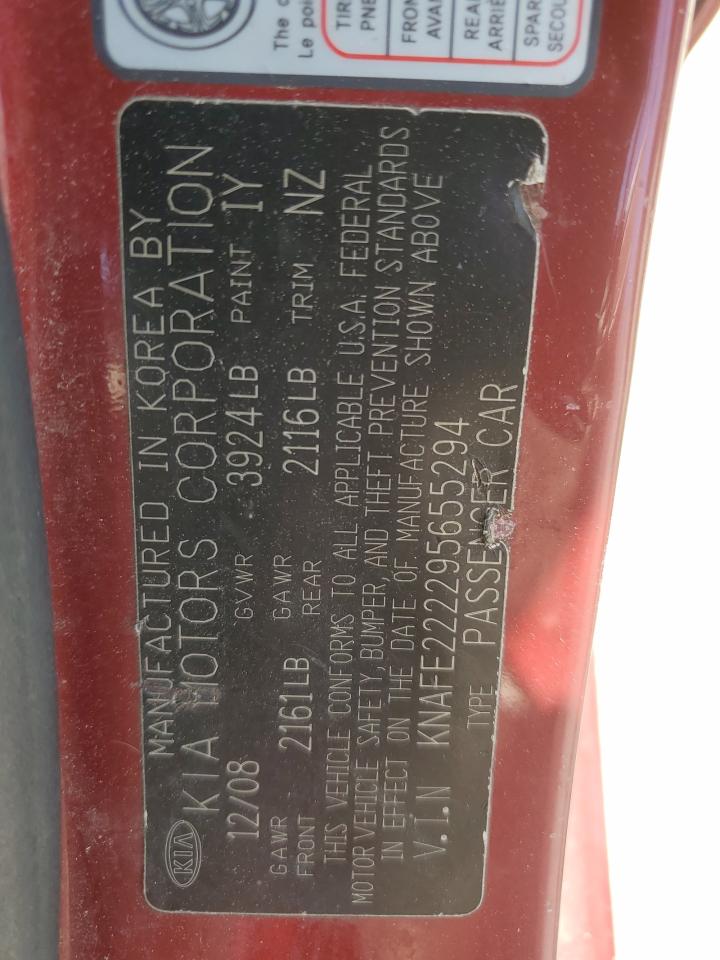 The c
Le poi
TIR
PNE
FRON
AVAN
REA
ARRIÈ
SPAR
SECOU
MANUFACTURED IN KOREA BY
KIA KIA MOTORS CORPORATION
12/08 GVWR 3924LB PAINT IY
GAWR FRONT 2161LB GAWR REAR 2116LB TRIM NZ
THIS VEHICLE CONFORMS TO ALL APPLICABLE U.S.A. FEDERAL
MOTOR VEHICLE SAFETY, BUMPER, AND THEFT PREVENTION STANDARDS
IN EFFECT ON THE DATE OF MANUFACTURE SHOWN ABOVE
V.I.N KNAFE222295655294
TYPE PASSENGER CAR